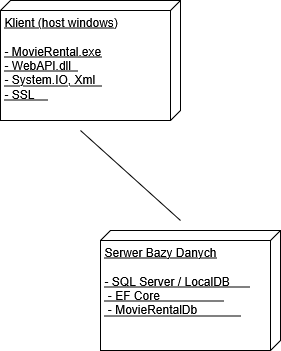 Klient (host windows)
- MovieRental.exe
- WebAPI.dll
- System.IO, Xml
- SSL
Serwer Bazy Danych
- SQL Server / LocalDB
- EF Core
- MovieRentalDb